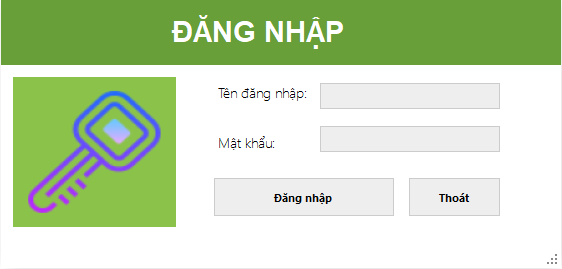 ĐĂNG NHẬP
Tên đăng nhập:
Mật khẩu:
Đăng nhập
Thoát